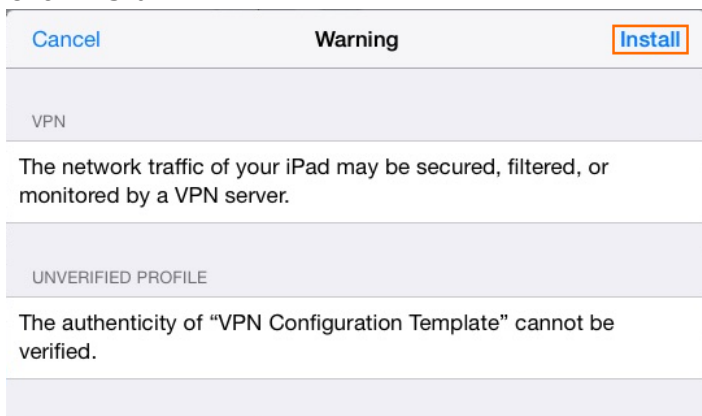 Cancel Warning Install
VPN
The network traffic of your iPad may be secured, filtered, or
monitored by a VPN server.
UNVERIFIED PROFILE
The authenticity of “VPN Configuration Template” cannot be
verified.